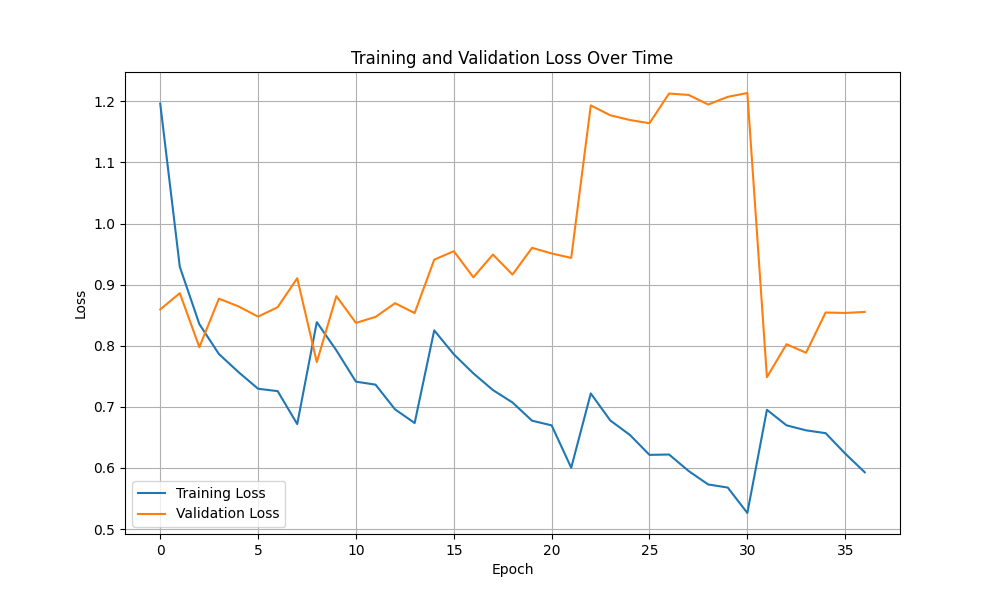 Training and Validation Loss Over Time
1.2
1.1
1.0
0.9
0.8
0.7
0.6
0.5
Loss
Training Loss
Validation Loss
0 5 10 15 20 25 30 35
Epoch